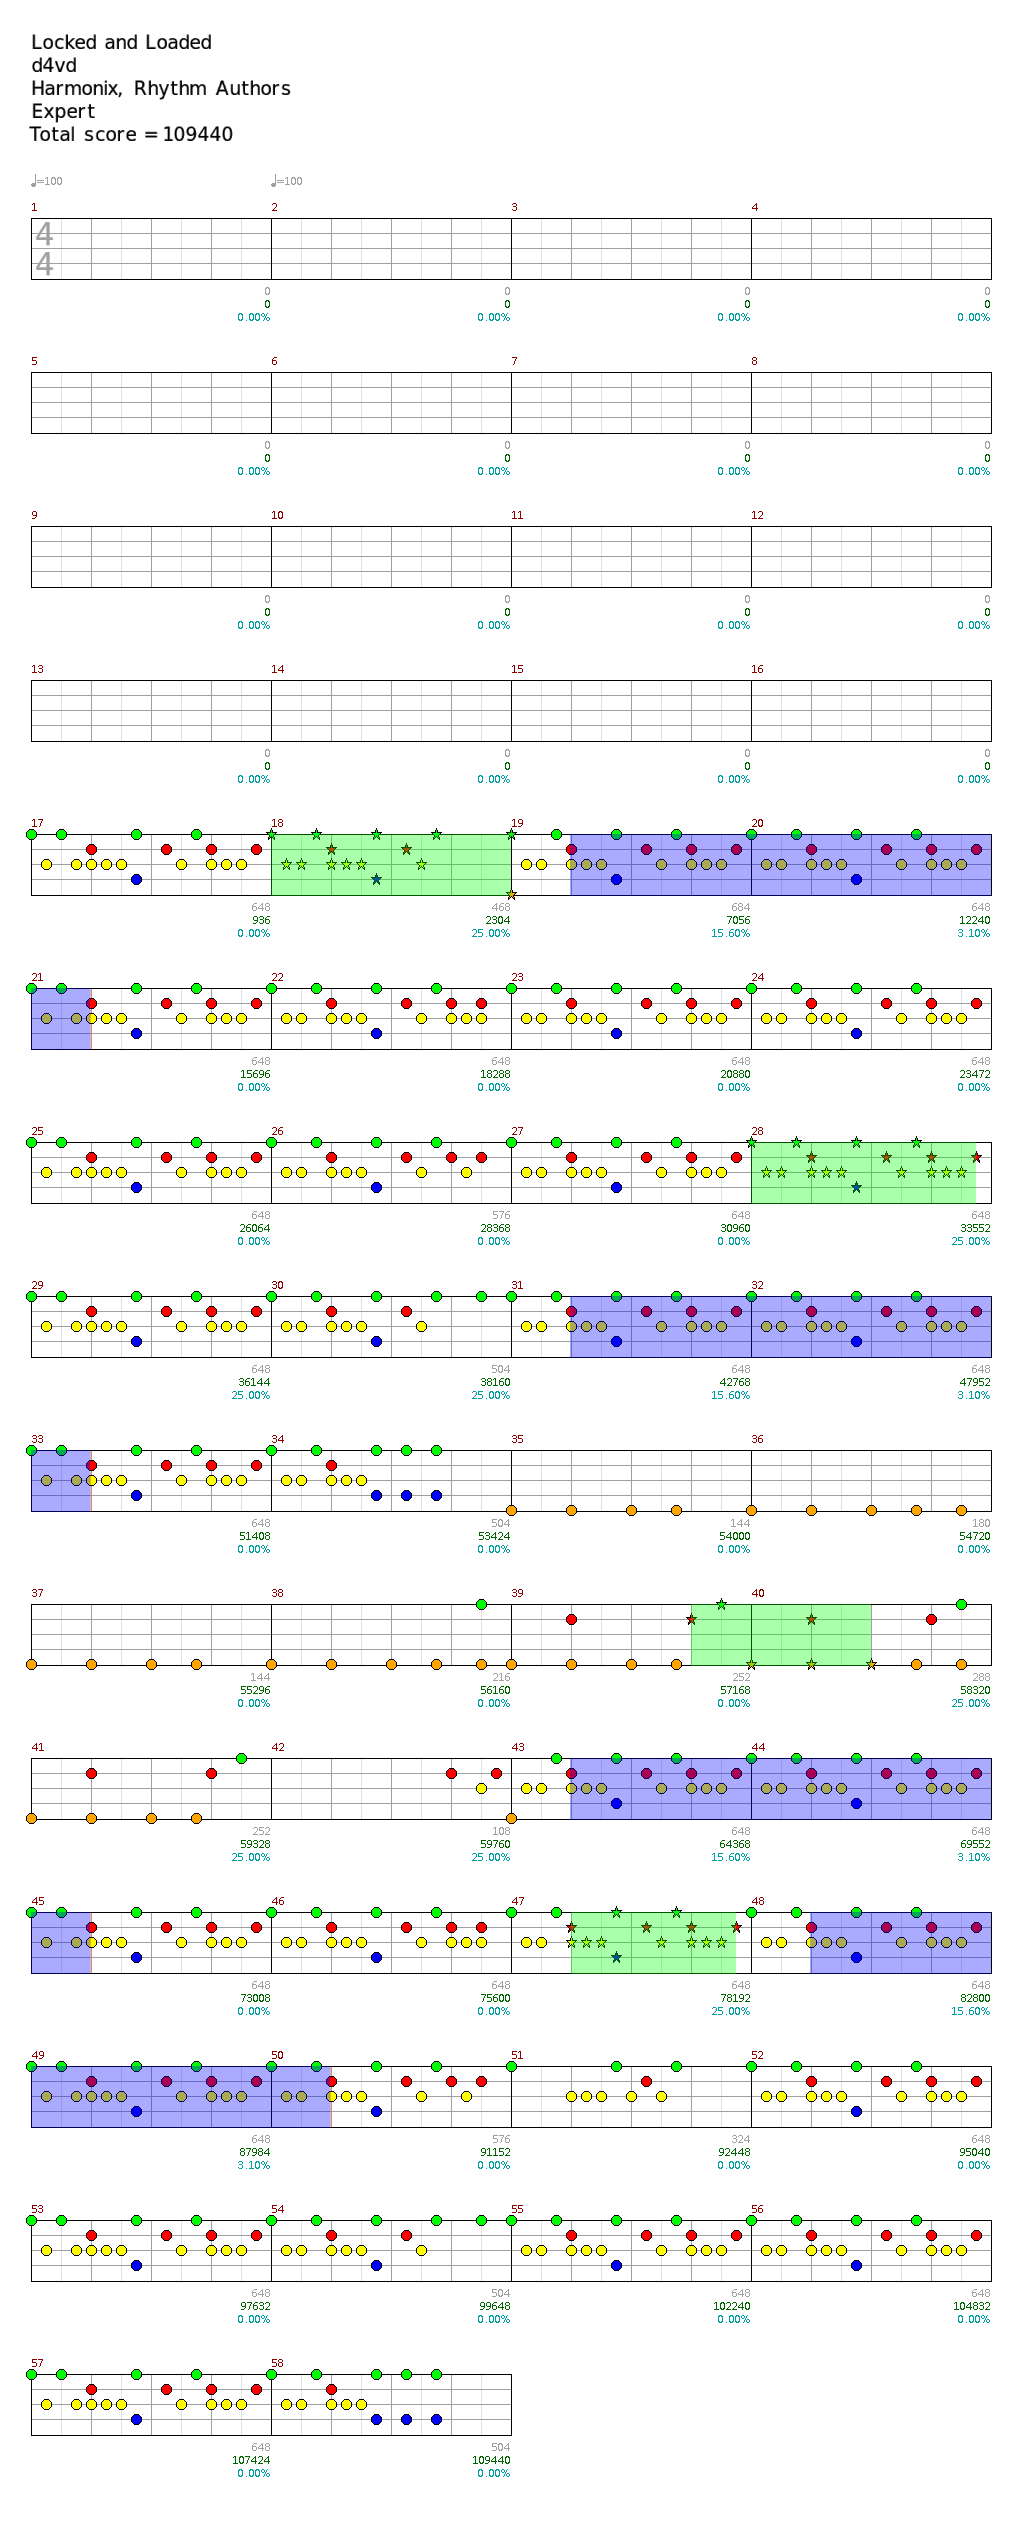 Locked and Loaded
d4vd
Harmonix, Rhythm Authors
Expert
Total score = 109440
♩=100 ♩=100
1 2 3 4
4
4
0 0 0 0
0 0 0 0
0.00% 0.00% 0.00% 0.00%
5 6 7 8
0 0 0 0
0 0 0 0
0.00% 0.00% 0.00% 0.00%
9 10 11 12
0 0 0 0
0 0 0 0
0.00% 0.00% 0.00% 0.00%
13 14 15 16
0 0 0 0
0 0 0 0
0.00% 0.00% 0.00% 0.00%
17 18 19 20
648 468 684 648
936 2304 7056 12240
0.00% 25.00% 15.60% 3.10%
21 22 23 24
648 648 648 648
15696 18288 20880 23472
0.00% 0.00% 0.00% 0.00%
25 26 27 28
648 576 648 648
26064 28368 30960 33552
0.00% 0.00% 0.00% 25.00%
29 30 31 32
648 504 648 648
36144 38160 42768 47952
25.00% 25.00% 15.60% 3.10%
33 34 35 36
648 504 144 180
51408 53424 54000 54720
0.00% 0.00% 0.00% 0.00%
37 38 39 40
144 216 252 288
55296 56160 57168 58320
0.00% 0.00% 0.00% 25.00%
41 42 43 44
252 108 648 648
59328 59760 64368 69552
25.00% 25.00% 15.60% 3.10%
45 46 47 48
648 648 648 648
73008 75600 78192 82800
0.00% 0.00% 25.00% 15.60%
49 50 51 52
648 576 324 648
87984 91152 92448 95040
3.10% 0.00% 0.00% 0.00%
53 54 55 56
648 504 648 648
97632 99648 102240 104832
0.00% 0.00% 0.00% 0.00%
57 58
648 504
107424 109440
0.00% 0.00%